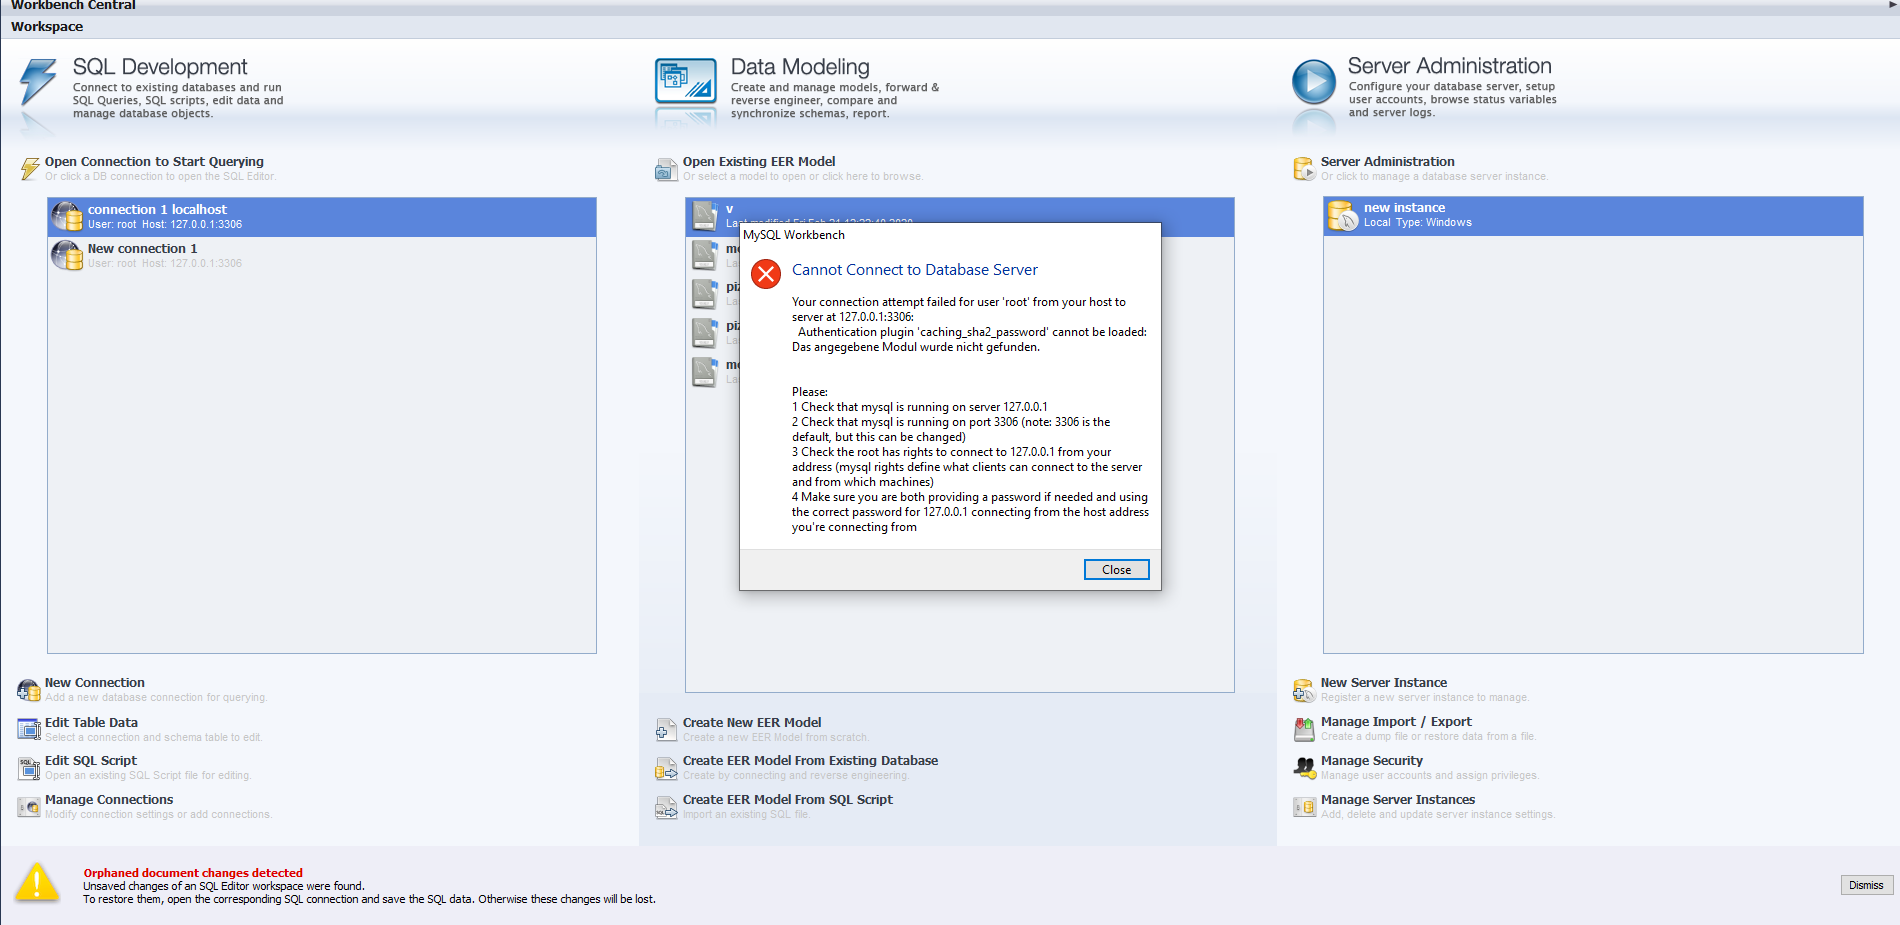 Workbench Central
Workspace
SQL Development
Connect to existing databases and run
SQL Queries, SQL scripts, edit data and
manage database objects.
Open Connection to Start Querying
Or click a DB connection to open the SQL Editor.
connection 1 localhost
User: root Host: 127.0.0.1:3306
New connection 1
User: root Host: 127.0.0.1:3306
New Connection
Add a new database connection for querying.
Edit Table Data
Select a connection and schema table to edit.
Edit SQL Script
Open an existing SQL Script file for editing.
Manage Connections
Modify connection settings or add connections.
Data Modeling
Create and manage models, forward &
reverse engineer, compare and
synchronize schemas, report.
Open Existing EER Model
Or select a model to open or click here to browse.
v
Last modified Fri Feb 21 13:23:48 2020
MySQL Workbench
Cannot Connect to Database Server
Your connection attempt failed for user 'root' from your host to
server at 127.0.0.1:3306:
Authentication plugin 'caching_sha2_password' cannot be loaded:
Das angegebene Modul wurde nicht gefunden.
Please:
1 Check that mysql is running on server 127.0.0.1
2 Check that mysql is running on port 3306 (note: 3306 is the
default, but this can be changed)
3 Check the root has rights to connect to 127.0.0.1 from your
address (mysql rights define what clients can connect to the server
and from which machines)
4 Make sure you are both providing a password if needed and using
the correct password for 127.0.0.1 connecting from the host address
you're connecting from
Close
Create New EER Model
Create a new EER Model from scratch.
Create EER Model From Existing Database
Create by connecting and reverse engineering.
Create EER Model From SQL Script
Import an existing SQL file.
Server Administration
Configure your database server, setup
user accounts, browse status variables
and server logs.
Server Administration
Or click to manage a database server instance.
new instance
Local Type: Windows
New Server Instance
Register a new server instance to manage.
Manage Import / Export
Create a dump file or restore data from a file.
Manage Security
Manage user accounts and assign privileges.
Manage Server Instances
Add, delete and update server instance settings.
Orphaned document changes detected
Unsaved changes of an SQL Editor workspace were found.
To restore them, open the corresponding SQL connection and save the SQL data. Otherwise these changes will be lost.
Dismiss